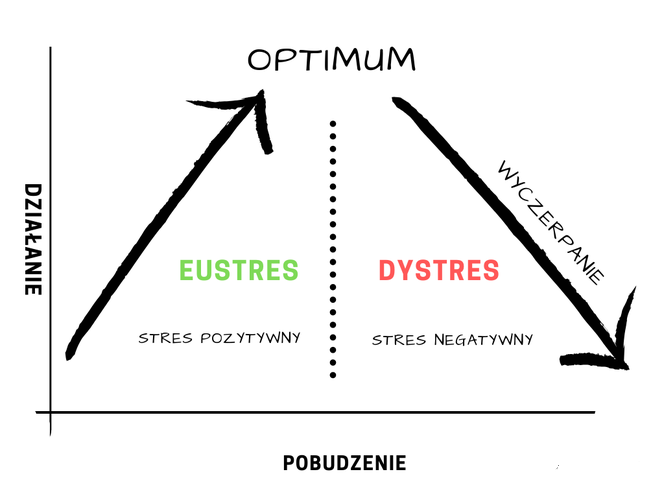 OPTIMUM
DZIAŁANIE
WYCZERPANIE
EUSTRES
DYSTRES
STRES POZYTYWNY
STRES NEGATYWNY
POBUDZENIE